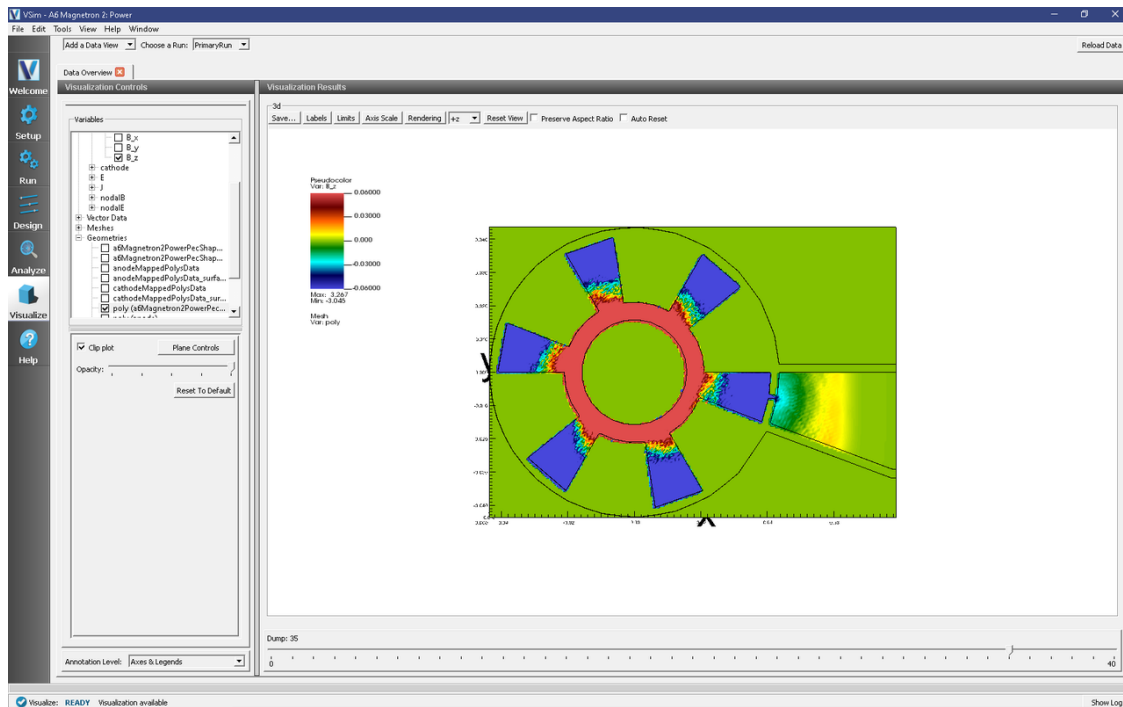 VSim - A6 Magnetron 2: Power
File Edit Tools View Help Window
Add a Data View Choose a Run: PrimaryRun Reload Data
Data Overview
Visualization Controls Visualization Results
Welcome
Setup
Run
Design
Analyze
Visualize
Help
Variables
B_x
B_y
B_z
cathode
E
J
nodalB
nodalE
Vector Data
Meshes
Geometries
a6Magnetron2PowerPecShap...
a6Magnetron2PowerPecShap...
anodeMappedPolysData
anodeMappedPolysData_surfa...
cathodeMappedPolysData
cathodeMappedPolysData_sur...
poly (a6Magnetron2PowerPec...
Clip plot Plane Controls
Opacity:
Reset To Default
Annotation Level: Axes & Legends
3d
Save... Labels Limits Axis Scale Rendering +z Reset View Preserve Aspect Ratio Auto Reset
Pseudocolor
Var: B_z
0.06000
0.03000
0.000
-0.03000
-0.06000
Max: 3.267
Min: -3.045
Mesh
Var: poly
y
x
Dump: 35
0 40
Visualize: READY Visualization available Show Log